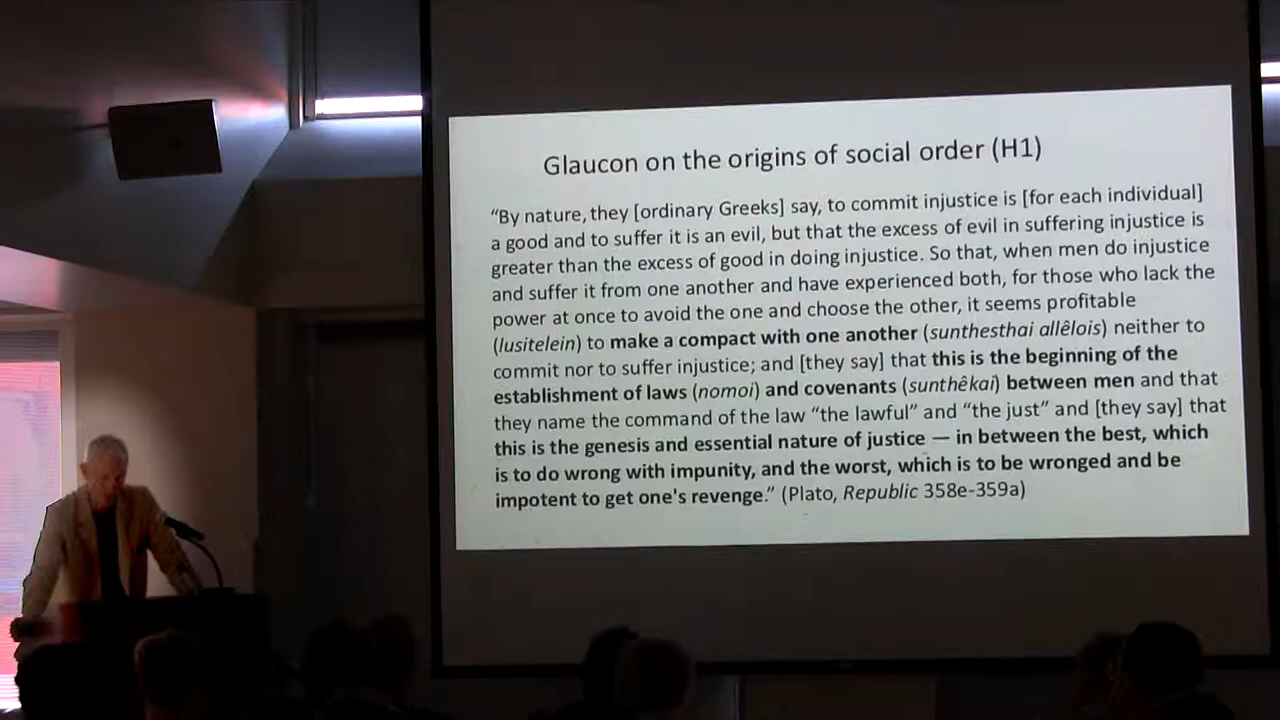 Glaucon on the origins of social order (H1)
“By nature, they [ordinary Greeks] say, to commit injustice is [for each individual]
a good and to suffer it is an evil, but that the excess of evil in suffering injustice is
greater than the excess of good in doing injustice. So that, when men do injustice
and suffer it from one another and have experienced both, for those who lack the
power at once to avoid the one and choose the other, it seems profitable
(lusitelein) to make a compact with one another (sunthesthai allêlois) neither to
commit nor to suffer injustice; and [they say] that this is the beginning of the
establishment of laws (nomoi) and covenants (sunthêkai) between men and that
they name the command of the law “the lawful” and “the just” and [they say] that
this is the genesis and essential nature of justice — in between the best, which
is to do wrong with impunity, and the worst, which is to be wronged and be
impotent to get one's revenge.” (Plato, Republic 358e-359a)